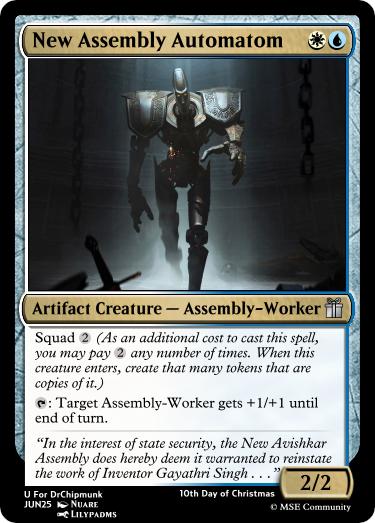 New Assembly Automatom
Artifact Creature — Assembly-Worker
Squad 2 (As an additional cost to cast this spell,
you may pay 2 any number of times. When this
creature enters, create that many tokens that are
copies of it.)
: Target Assembly-Worker gets +1/+1 until
end of turn.
“In the interest of state security, the New Avishkar
Assembly does hereby deem it warranted to reinstate
the work of Inventor Gayathri Singh . . .”
2/2
U For DrChipmunk
10th Day of Christmas
JUN25 Nuare
© MSE Community
Lilypadms